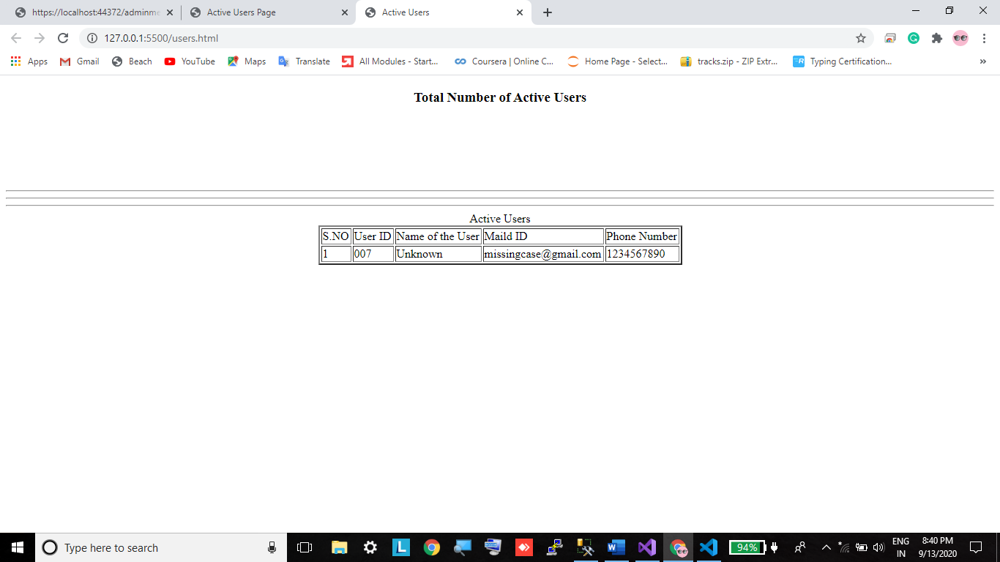 https://localhost:44372/adminme
Active Users Page
Active Users
127.0.0.1:5500/users.html
Apps Gmail Beach YouTube Maps Translate All Modules - Start... Coursera | Online C... Home Page - Select... tracks.zip - ZIP Extr... Typing Certification...
Total Number of Active Users
Active Users
S.NO User ID Name of the User Maild ID Phone Number
1 007 Unknown missingcase@gmail.com 1234567890
Type here to search
94%
ENG
IN
8:40 PM
9/13/2020